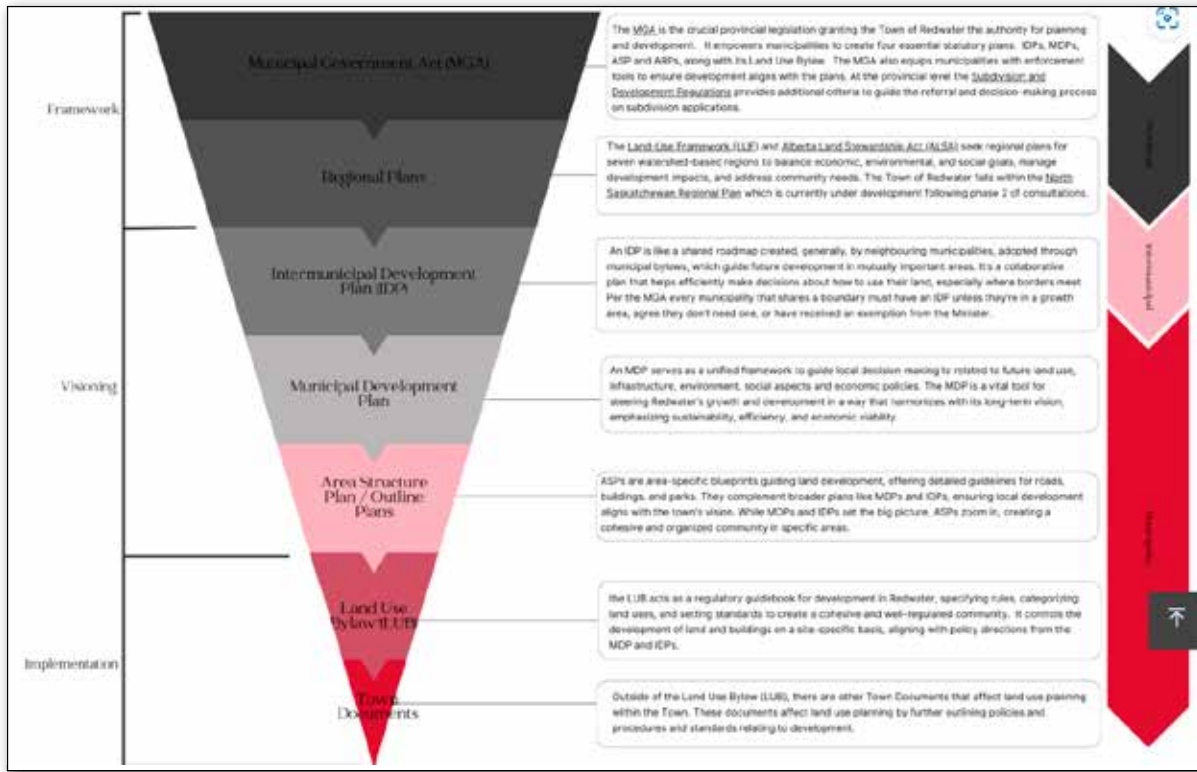 Municipal Government Act (MGA)
The MGA is the crucial provincial legislation granting the Town of Redwater the authority for planning
and development. It empowers municipalities to create four essential statutory plans: IDPs, MDPs,
ASP and ARPs, along with its Land Use Bylaw. The MGA also equips municipalities with enforcement
tools to ensure development aligns with the plans. At the provincial level the Subdivision and
Development Regulations provides additional criteria to guide the referral and decision-making process
on subdivision applications.
Framework
Regional Plans
The Land-Use Framework (LUF) and Alberta Land Stewardship Act (ALSA) seek regional plans for
seven watershed-based regions to balance economic, environmental, and social goals, manage
development impacts, and address community needs. The Town of Redwater falls within the North
Saskatchewan Regional Plan which is currently under development following phase 2 of consultations.
Intermunicipal Development
Plan (IDP)
An IDP is like a shared roadmap created, generally, by neighbouring municipalities, adopted through
municipal bylaws, which guide future development in mutually important areas. It's a collaborative
plan that helps efficiently make decisions about how to use their land, especially where borders meet
Per the MGA every municipality that shares a boundary must have an IDF unless they're in a growth
area, agree they don't need one, or have received an exemption from the Minister.
Intermunicipal
Visioning
Municipal Development
Plan
An MDP serves as a unified framework to guide local decision making to related to future land use,
infrastructure, environment, social aspects and economic policies. The MDP is a vital tool for
steering Redwater's growth and development in a way that harmonizes with its long-term vision,
emphasizing sustainability, efficiency, and economic viability.
Area Structure
Plan / Outline
Plans
ASPs are area-specific blueprints guiding land development, offering detailed guidelines for roads,
buildings, and parks. They complement broader plans like MDPs and IDPs, ensuring local development
aligns with the town's vision. While MDPs and IDPs set the big picture, ASPs zoom in, creating a
cohesive and organized community in specific areas.
Implementation
Land Use
Bylaw (LUB)
the LUB acts as a regulatory guidebook for development in Redwater, specifying rules, categorizing
land uses, and setting standards to create a cohesive and well-regulated community. It controls the
development of land and buildings on a site-specific basis, aligning with policy directions from the
MDP and IDPs.
Town
Documents
Outside of the Land Use Bylaw (LUB), there are other Town Documents that affect land use planning
within the Town. These documents affect land use planning by further outlining policies and
procedures and standards relating to development.